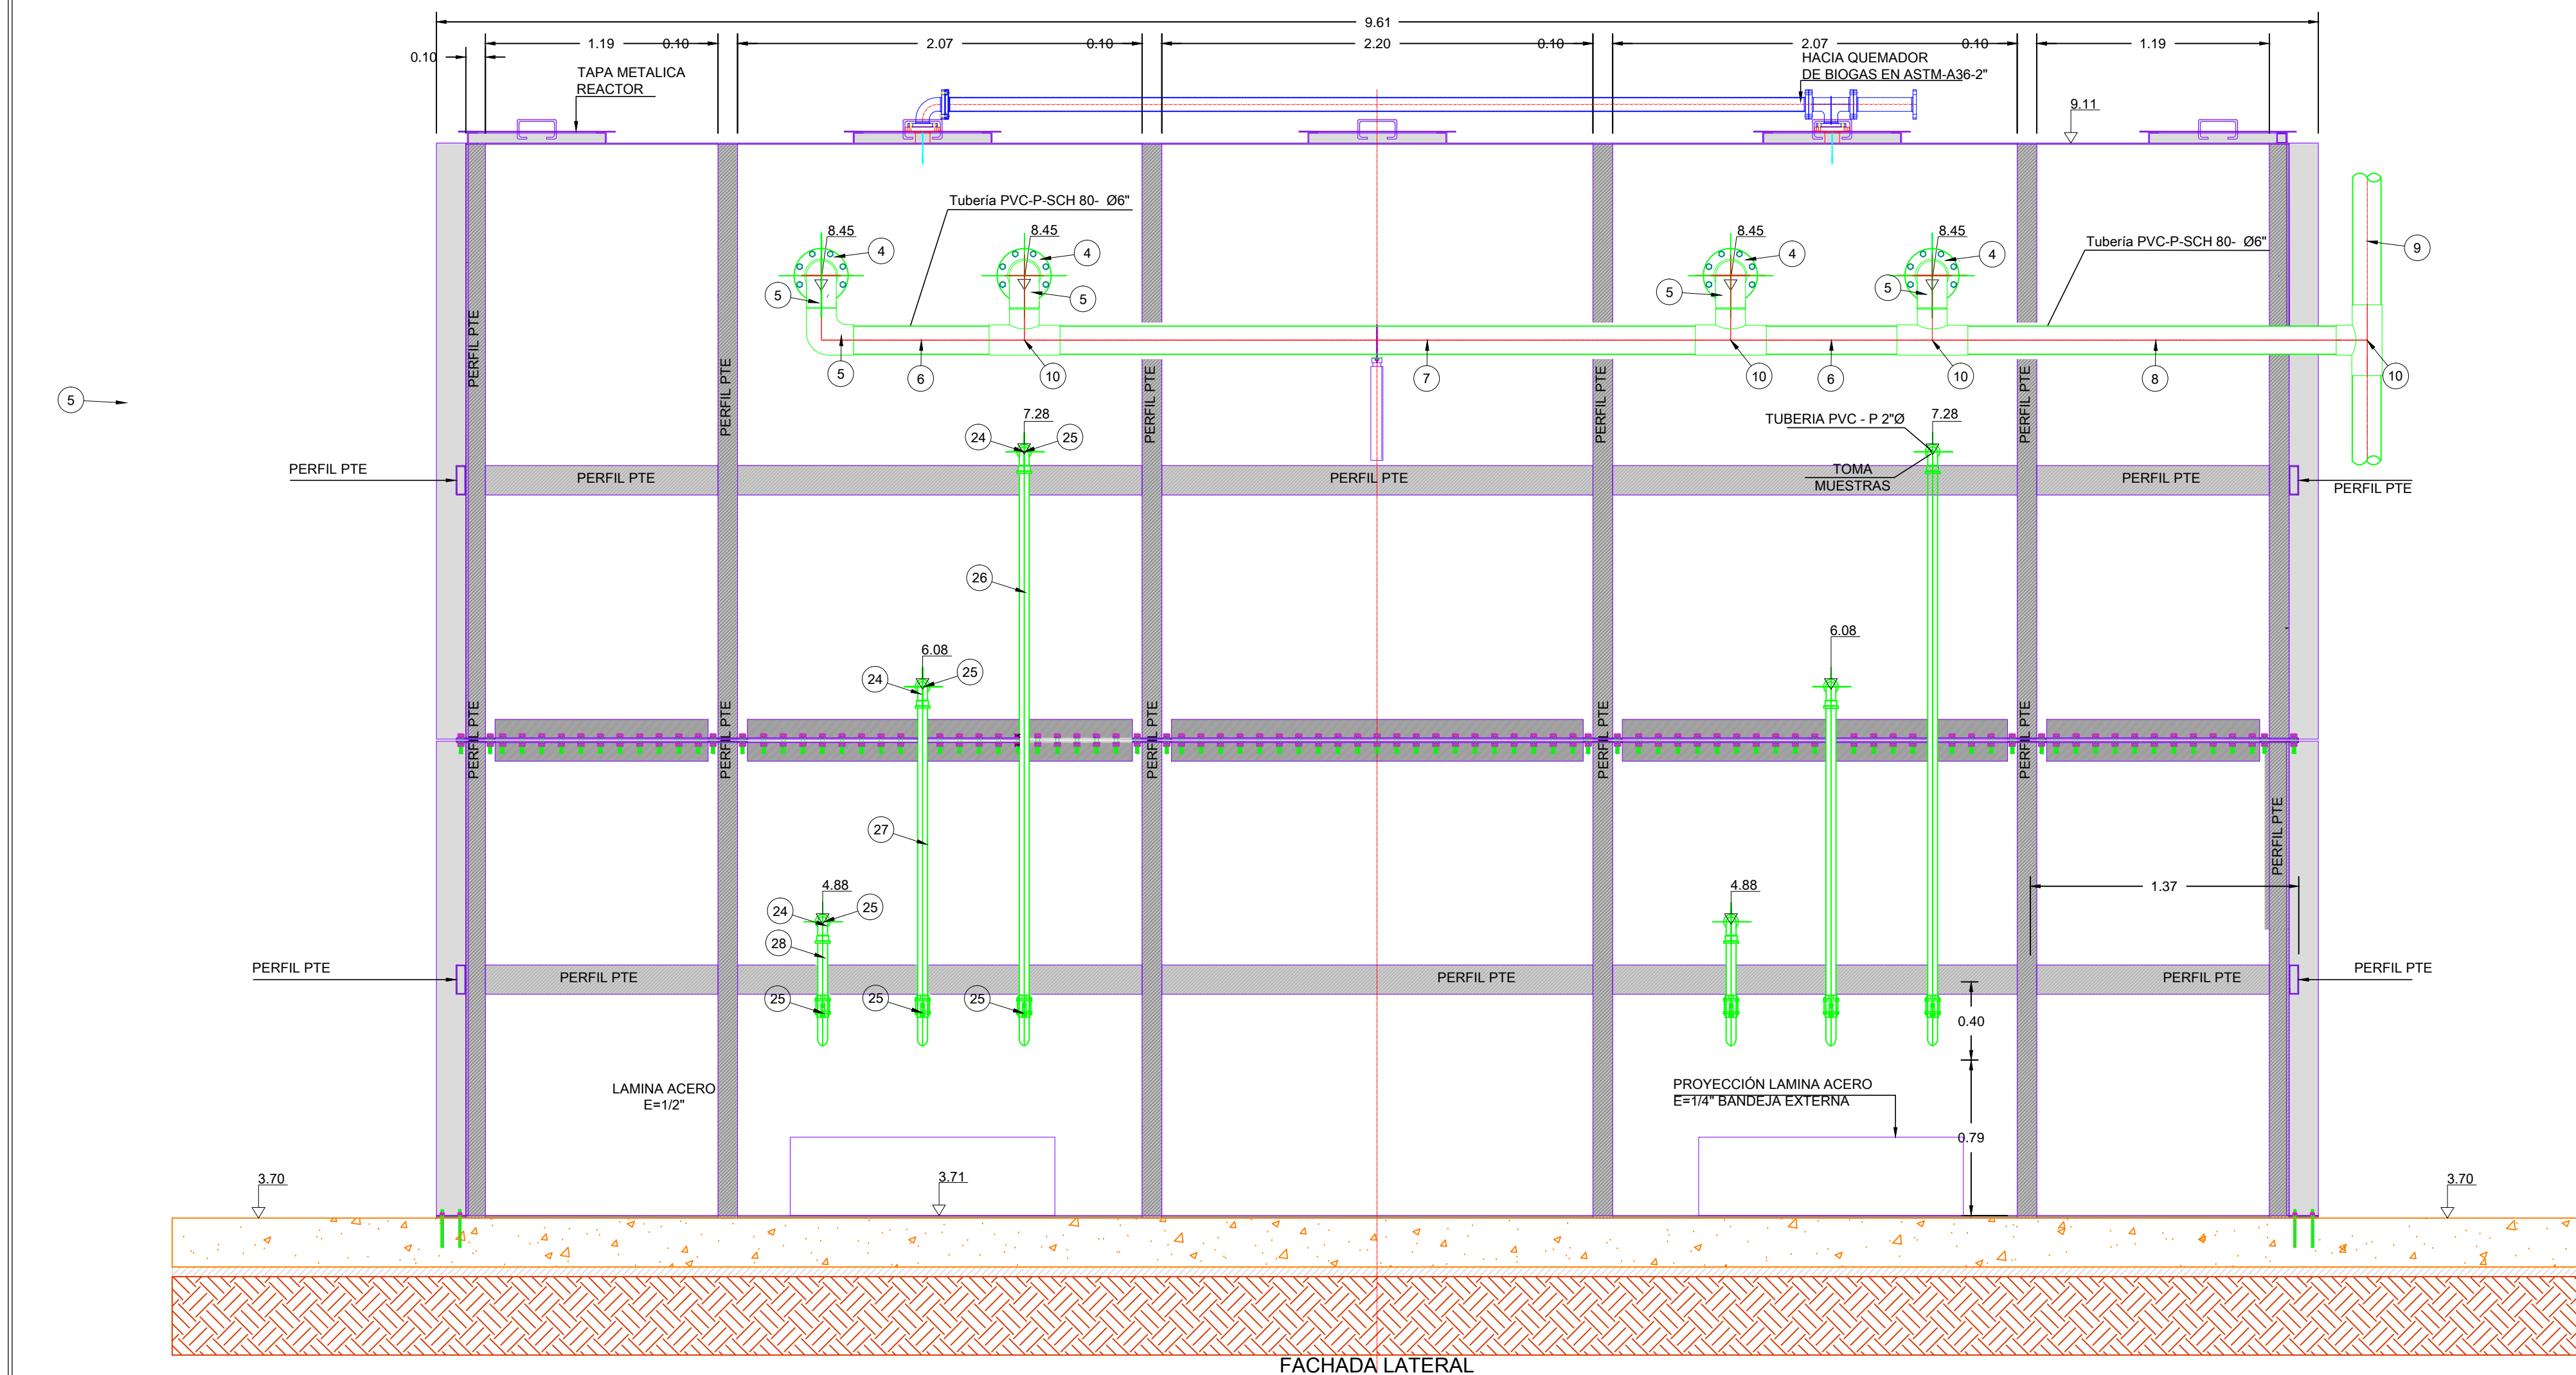 9.61
1.19
0.10
2.07
0.10
2.20
0.10
2.07
0.10
1.19
0.10
TAPA METALICA
REACTOR
HACIA QUEMADOR
DE BIOGAS EN ASTM-A36-2"
9.11
Tubería PVC-P-SCH 80- Ø6"
8.45
4
8.45
4
8.45
4
8.45
4
Tubería PVC-P-SCH 80- Ø6"
9
5
5
5
5
5
6
10
7
10
6
10
8
10
5
PERFIL PTE
PERFIL PTE
PERFIL PTE
PERFIL PTE
PERFIL PTE
7.28
24
25
TUBERIA PVC - P 2"Ø
7.28
TOMA
MUESTRAS
PERFIL PTE
PERFIL PTE
PERFIL PTE
PERFIL PTE
PERFIL PTE
26
6.08
24
25
6.08
PERFIL PTE
PERFIL PTE
PERFIL PTE
PERFIL PTE
PERFIL PTE
PERFIL PTE
27
4.88
24
25
28
4.88
1.37
PERFIL PTE
PERFIL PTE
PERFIL PTE
PERFIL PTE
PERFIL PTE
25
25
25
0.40
LAMINA ACERO
E=1/2"
PROYECCIÓN LAMINA ACERO
E=1/4" BANDEJA EXTERNA
0.79
3.70
3.71
3.70
FACHADA LATERAL